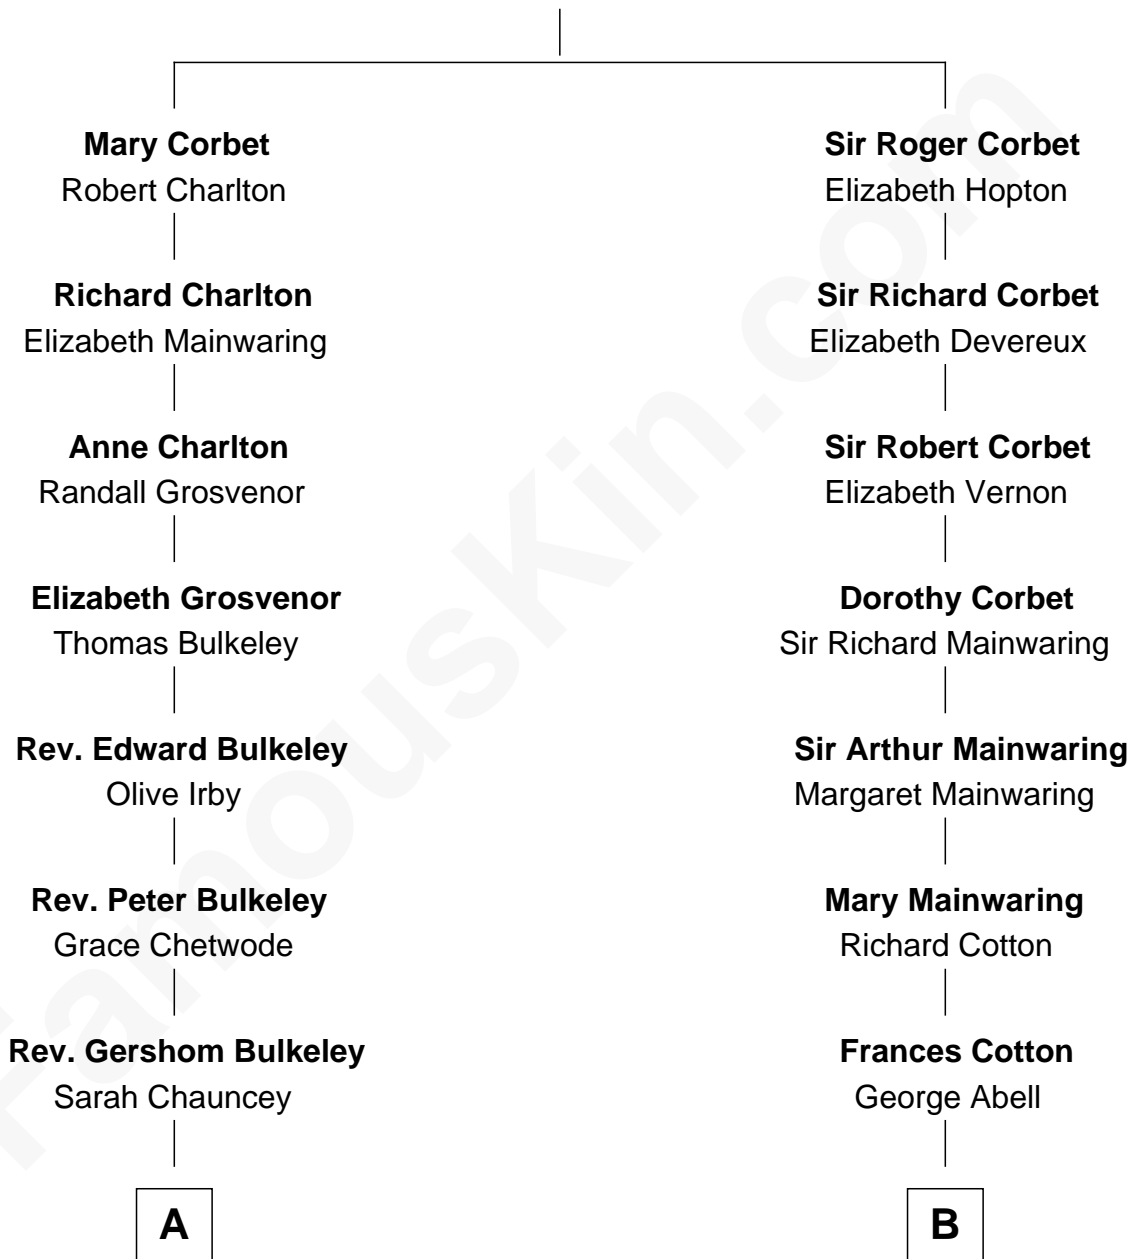 Mary Corbet
Robert Charlton
Richard Charlton
Elizabeth Mainwaring
Anne Charlton
Randall Grosvenor
Elizabeth Grosvenor
Thomas Bulkeley
Rev. Edward Bulkeley
Olive Irby
Rev. Peter Bulkeley
Grace Chetwode
Rev. Gershom Bulkeley
Sarah Chauncey
A
Sir Roger Corbet
Elizabeth Hopton
Sir Richard Corbet
Elizabeth Devereux
Sir Robert Corbet
Elizabeth Vernon
Dorothy Corbet
Sir Richard Mainwaring
Sir Arthur Mainwaring
Margaret Mainwaring
Mary Mainwaring
Richard Cotton
Frances Cotton
George Abell
B
FamousKin.com